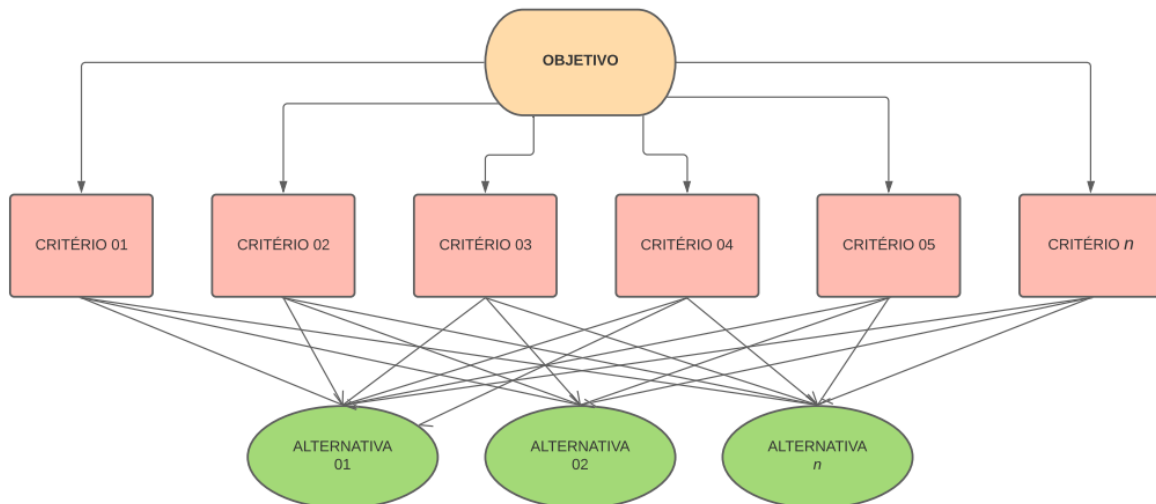 OBJETIVO
CRITÉRIO 01
CRITÉRIO 02
CRITÉRIO 03
CRITÉRIO 04
CRITÉRIO 05
CRITÉRIO n
ALTERNATIVA
01
ALTERNATIVA
02
ALTERNATIVA
n